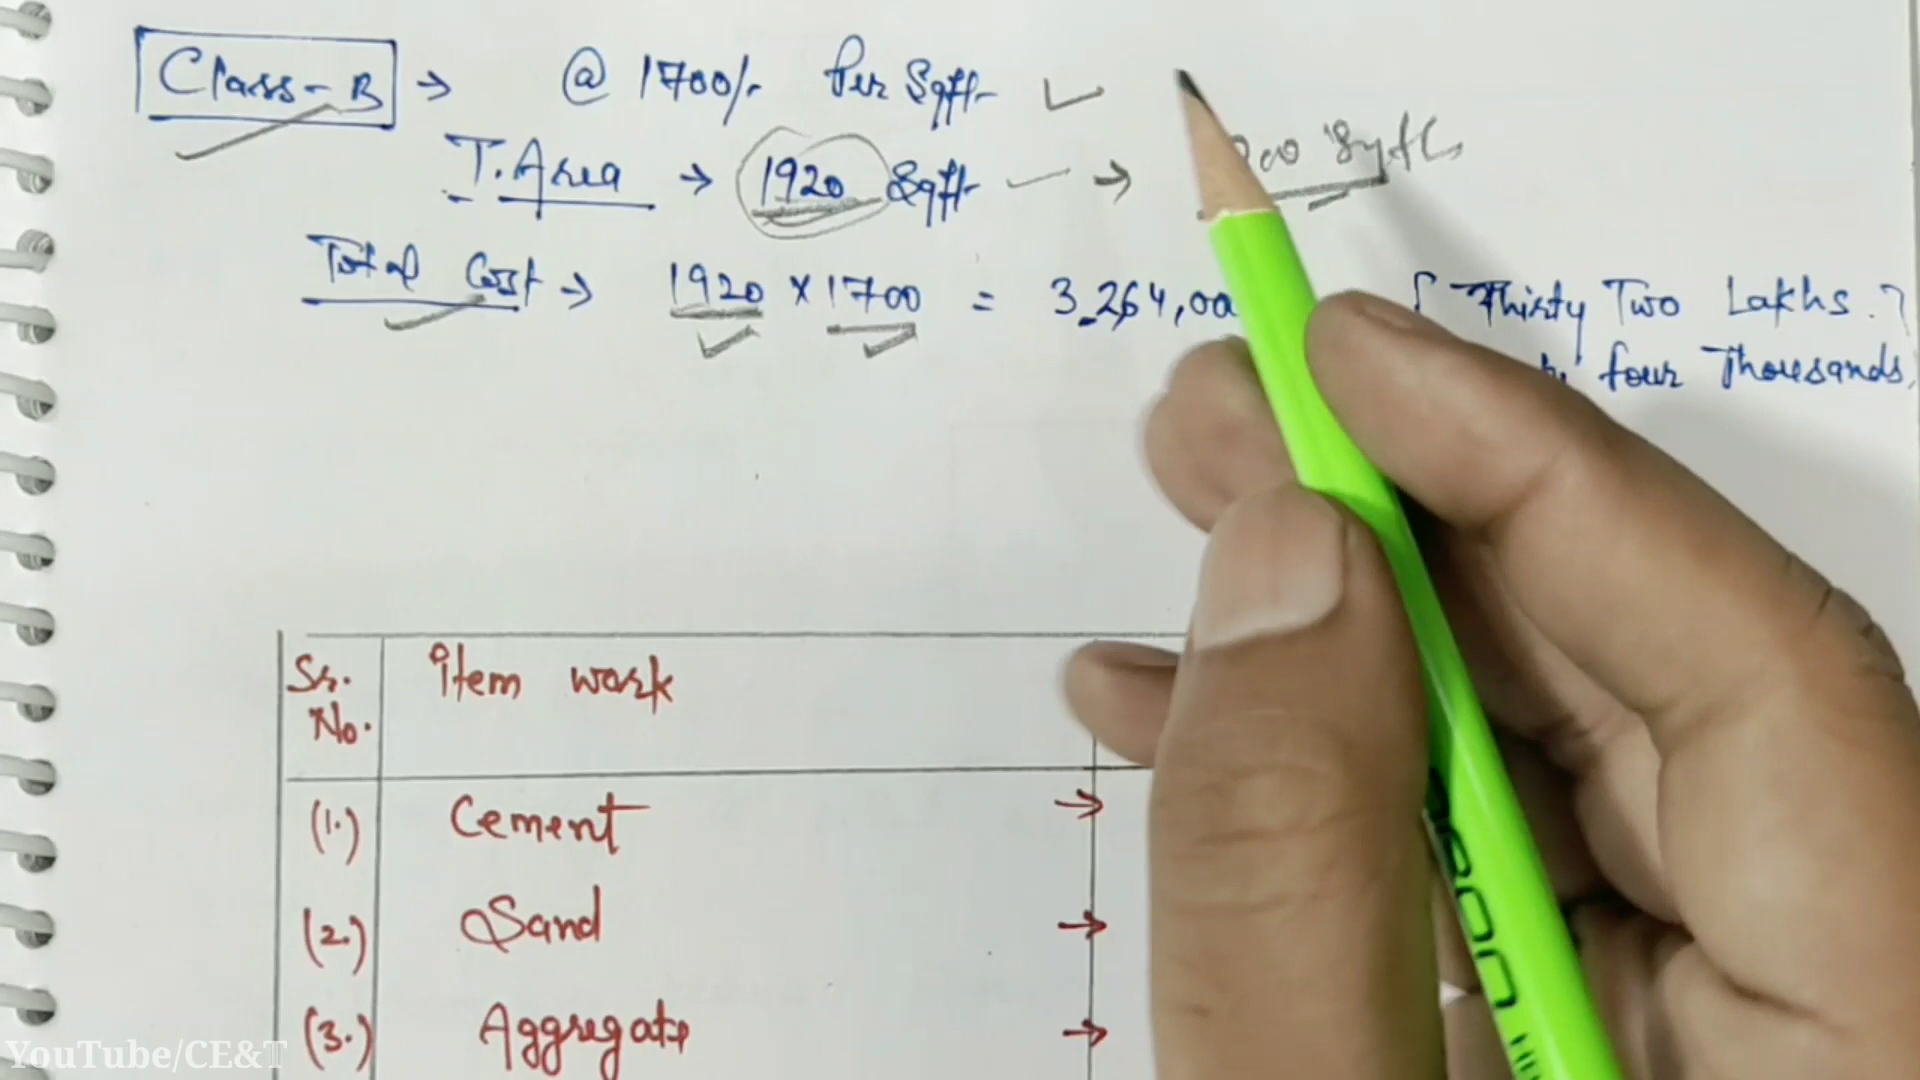 Class-B → @ 1700/- Per Sqft-
T. Area → 1920 Sqft → Sqft
Total Cost → 1920 × 1700 = 3,264,00 [ Thirty Two Lakhs. ]
four Thousands
Sr. No.
item work
(1.) Cement →
(2.) Sand →
(3.) Aggregate →
YouTube/CE&T